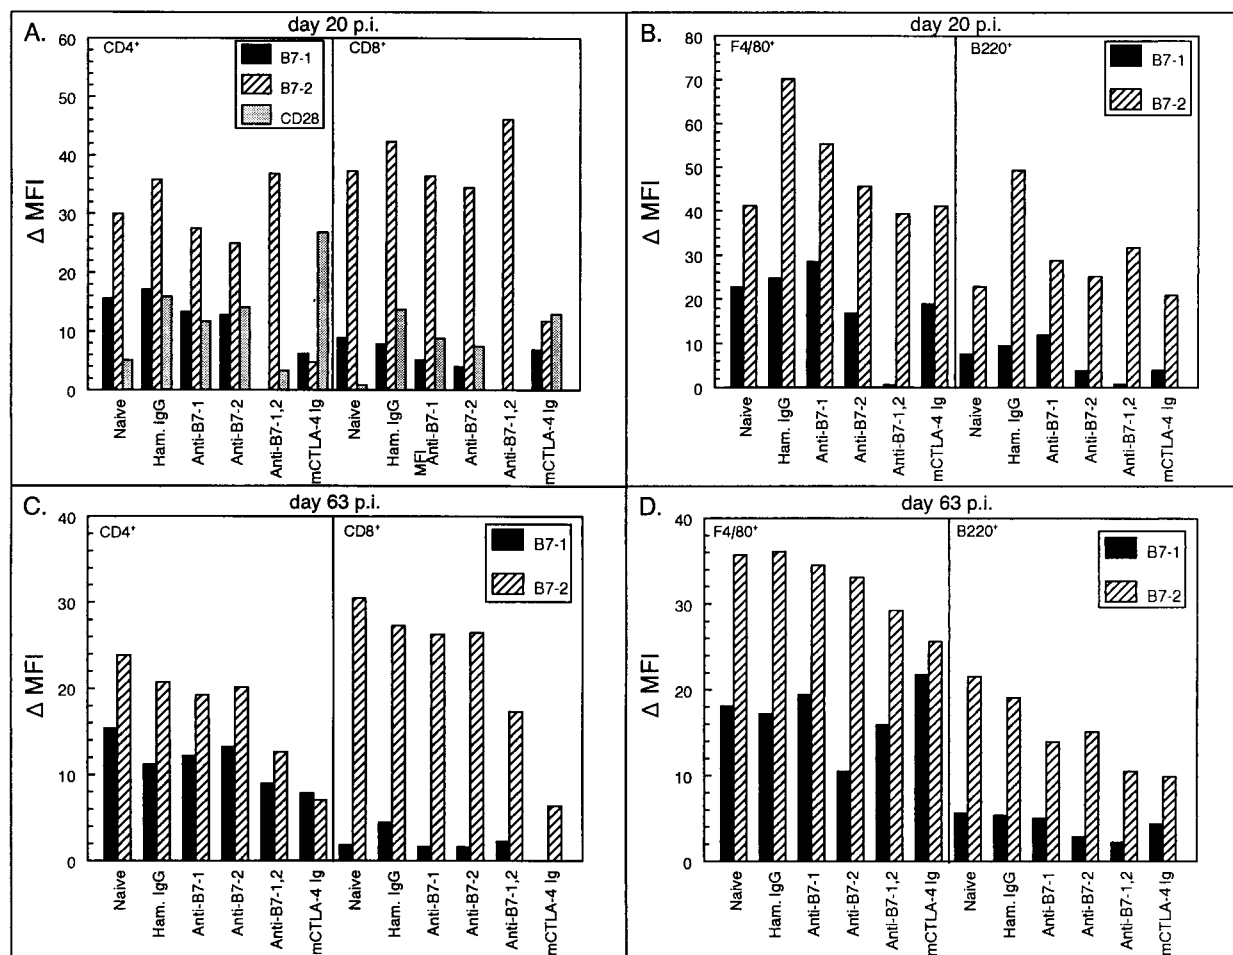 A.
day 20 p.i.
CD4⁺
CD8⁺
B7-1
B7-2
CD28
Δ MFI
60
50
40
30
20
10
0
Naive
Ham. IgG
Anti-B7-1
Anti-B7-2
Anti-B7-1,2
mCTLA-4 Ig
Naive
Ham IgG
MFI
Anti-B7-1
Anti-B7-2
Anti-B7-1,2
mCTLA-4 Ig
B.
day 20 p.i.
F4/80⁺
B220⁺
B7-1
B7-2
Δ MFI
80
70
60
50
40
30
20
10
0
Naive
Ham. IgG
Anti-B7-1
Anti-B7-2
Anti-B7-1,2
mCTLA-4 Ig
Naive
Ham. IgG
Anti-B7-1
Anti-B7-2
Anti-B7-1,2
mCTLA-4 Ig
C.
day 63 p.i.
CD4⁺
CD8⁺
B7-1
B7-2
Δ MFI
40
30
20
10
0
Naive
Ham. IgG
Anti-B7-1
Anti-B7-2
Anti-B7-1,2
mCTLA-4 Ig
Naive
Ham. IgG
Anti-B7-1
Anti-B7-2
Anti-B7-1,2
mCTLA-4 Ig
D.
day 63 p.i.
F4/80⁺
B220⁺
B7-1
B7-2
Δ MFI
40
30
20
10
0
Naive
Ham. IgG
Anti-B7-1
Anti-B7-2
Anti-B7-1,2
mCTLA-4 Ig
Naive
Ham. IgG
Anti-B7-1
Anti-B7-2
Anti-B7-1,2
mCTLA-4 Ig